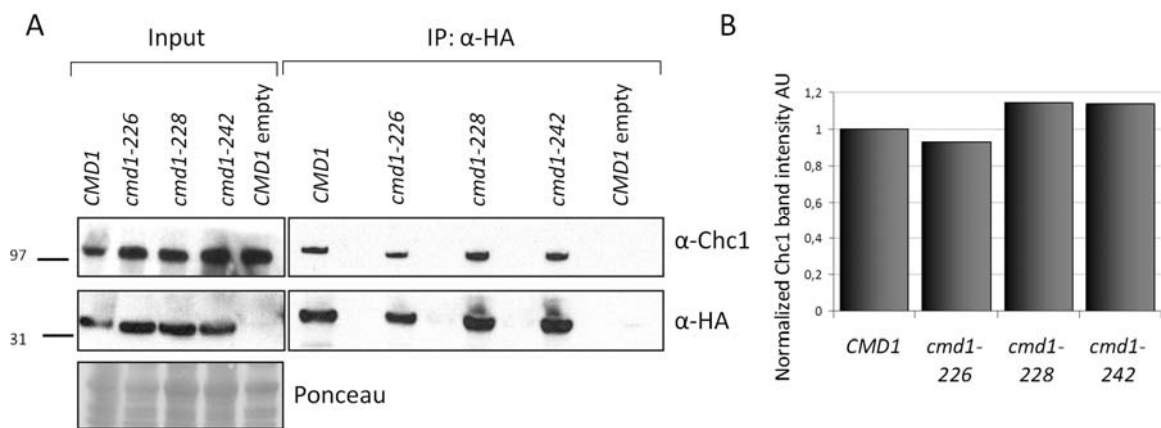 A
B
Input
IP: α-HA
CMD1
cmd1-226
cmd1-228
cmd1-242
CMD1 empty
CMD1
cmd1-226
cmd1-228
cmd1-242
CMD1 empty
97
α-Chc1
31
α-HA
Ponceau
Normalized Chc1 band intensity AU
1,2
1
0,8
0,6
0,4
0,2
0
CMD1
cmd1-
226
cmd1-
228
cmd1-
242